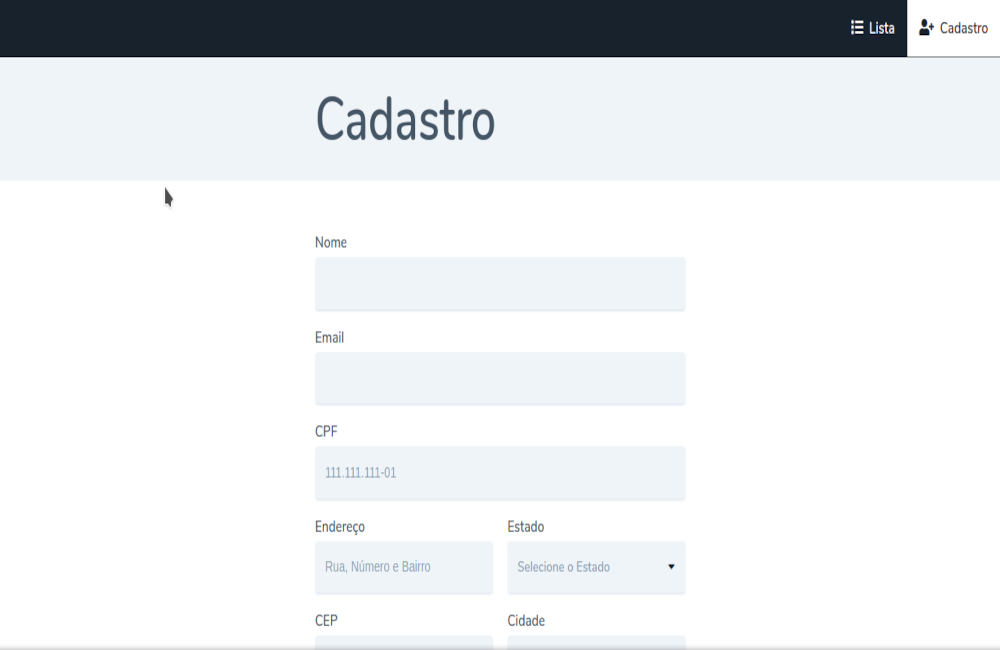 Lista Cadastro
Cadastro
Nome
Email
CPF
111.111.111-01
Endereço Estado
Rua, Número e Bairro Selecione o Estado
CEP Cidade